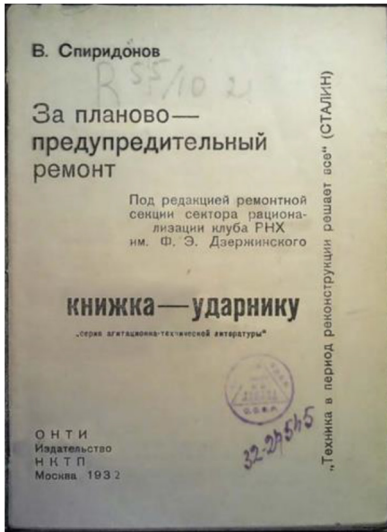 В. Спиридонов
За планово—
предупредительный
ремонт
Под редакцией ремонтной
секции сектора рациона-
лизации клуба РНХ
им. Ф. Э. Дзержинского
книжка—ударнику
„серия агитационно-технической литературы“
ОНТИ
Издательство
НКТП
Москва 1932
„Техника в период реконструкции решает все“ (СТАЛИН)
32-24545